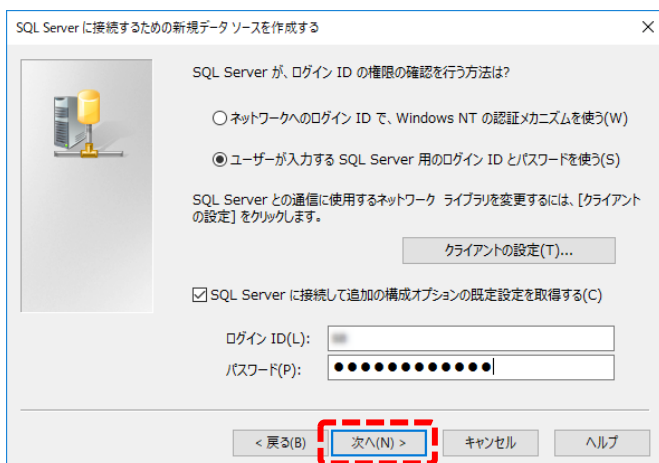 SQL Server に接続するための新規データ ソースを作成する
SQL Server が、ログイン ID の権限の確認を行う方法は?
ネットワークへのログイン ID で、Windows NT の認証メカニズムを使う(W)
ユーザーが入力する SQL Server 用のログイン ID とパスワードを使う(S)
SQL Server との通信に使用するネットワーク ライブラリを変更するには、[クライアント
の設定] をクリックします。
クライアントの設定(T)...
SQL Server に接続して追加の構成オプションの既定設定を取得する(C)
ログイン ID(L):
パスワード(P): ●●●●●●●●●●●●
< 戻る(B) 次へ(N) > キャンセル ヘルプ